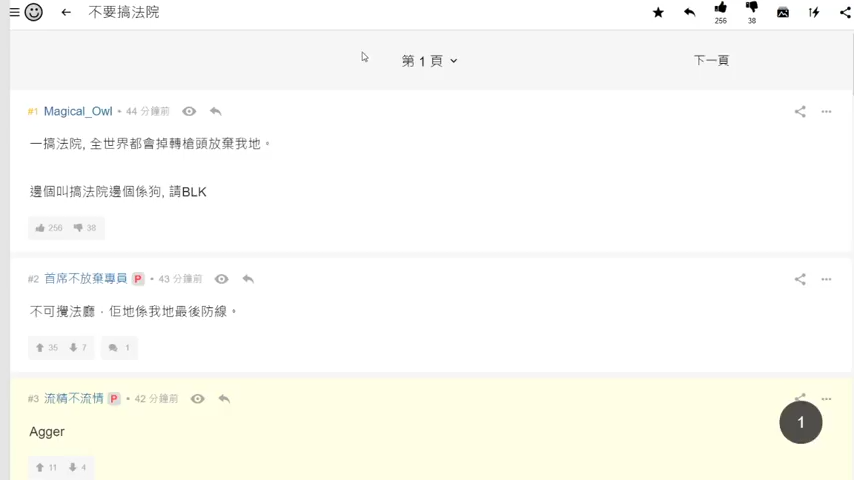 不要搞法院
256
38
第 1 頁
下一頁
#1 Magical_Owl • 44 分鐘前
一搞法院, 全世界都會掉轉槍頭放棄我地。
邊個叫搞法院邊個係狗, 請BLK
256 38
#2 首席不放棄專員 P • 43 分鐘前
不可攪法廳，佢地係我地最後防線。
35 7 1
#3 流精不流情 P • 42 分鐘前
1
Agger
11 4